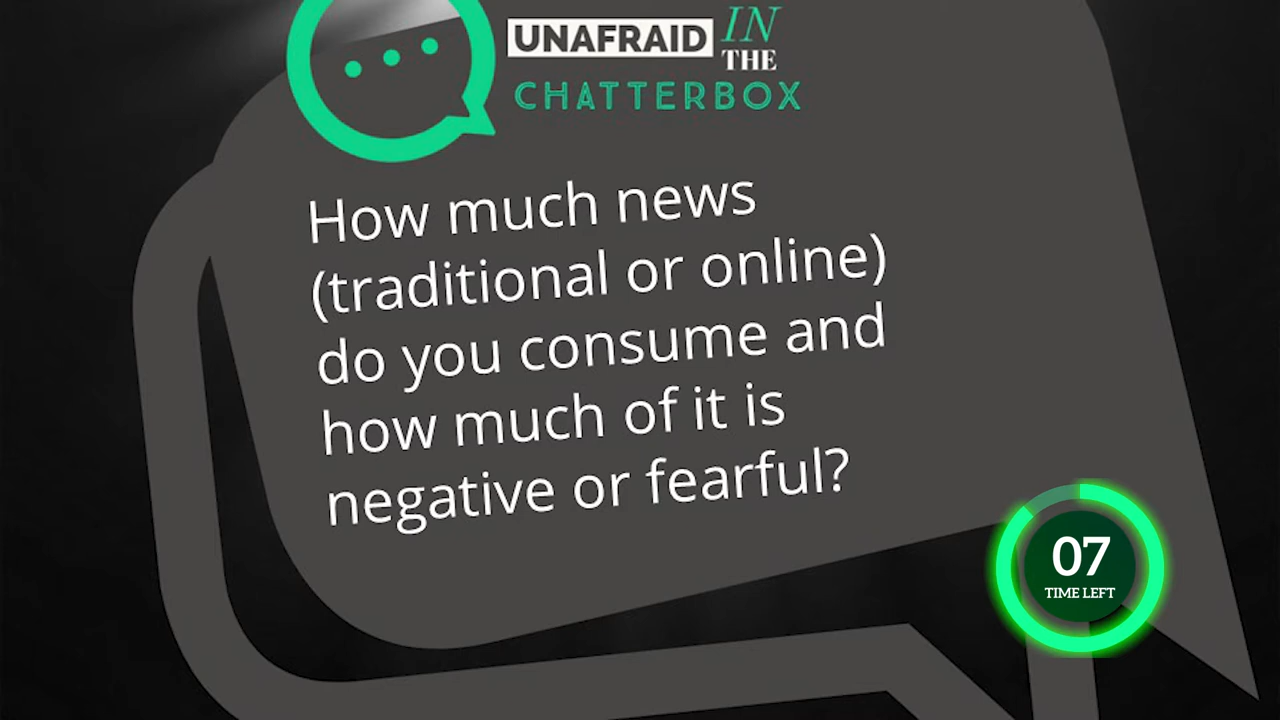 UNAFRAID IN
THE
CHATTERBOX
How much news
(traditional or online)
do you consume and
how much of it is
negative or fearful?
07
TIME LEFT